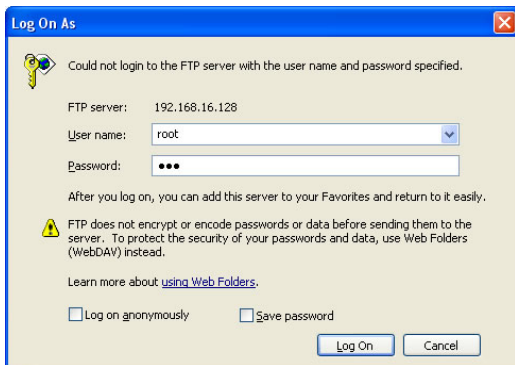 Log On As
Could not login to the FTP server with the user name and password specified.
FTP server: 192.168.16.128
User name: root
Password: •••
After you log on, you can add this server to your Favorites and return to it easily.
FTP does not encrypt or encode passwords or data before sending them to the
server. To protect the security of your passwords and data, use Web Folders
(WebDAV) instead.
Learn more about using Web Folders.
Log on anonymously Save password
Log On Cancel